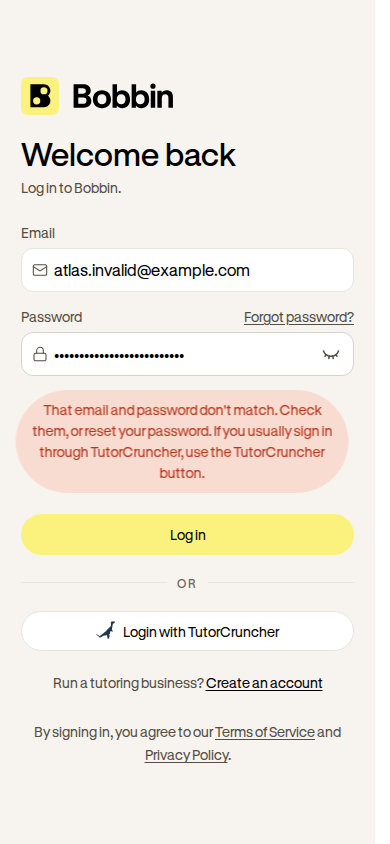 Bobbin
Welcome back
Log in to Bobbin.
Email
atlas.invalid@example.com
Password Forgot password?
••••••••••••••••••••••••••
That email and password don't match. Check
them, or reset your password. If you usually sign in
through TutorCruncher, use the TutorCruncher
button.
Log in
OR
Login with TutorCruncher
Run a tutoring business? Create an account
By signing in, you agree to our Terms of Service and
Privacy Policy.